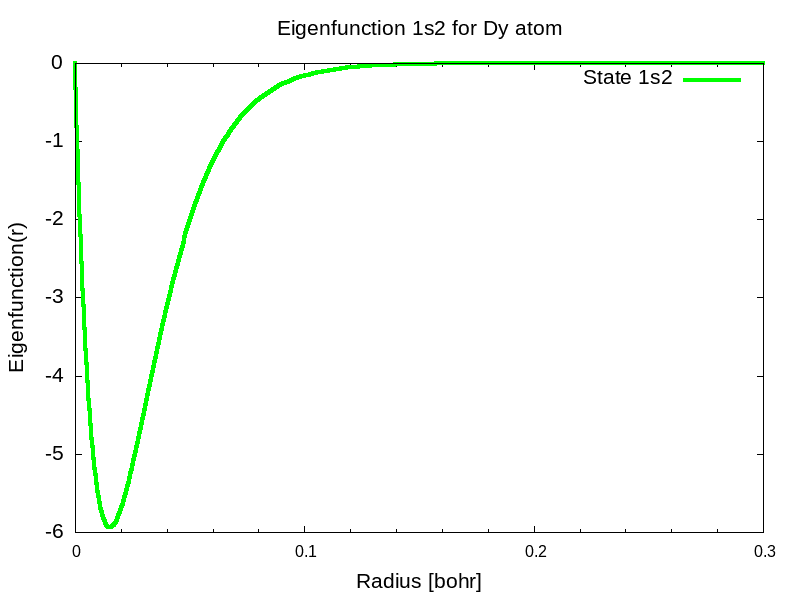 Eigenfunction 1s2 for Dy atom
State 1s2
0
-1
-2
-3
-4
-5
-6
Eigenfunction(r)
0 0.1 0.2 0.3
Radius [bohr]